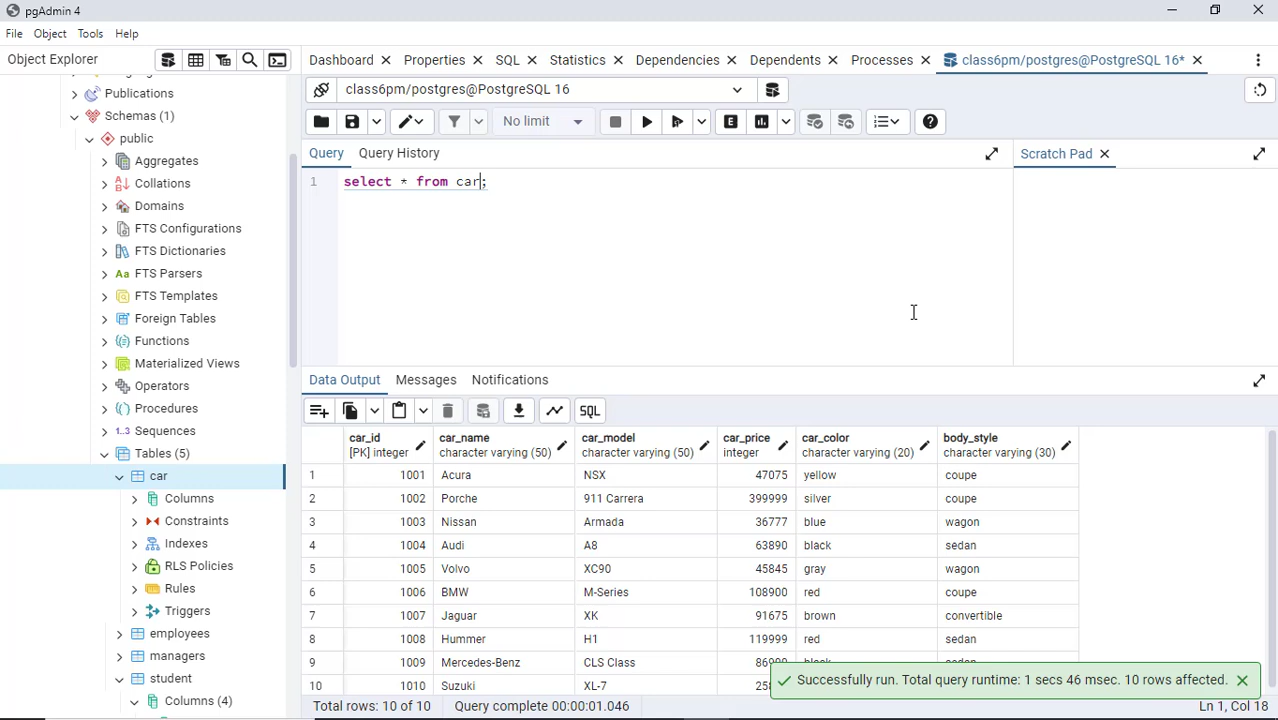 pgAdmin 4
File Object Tools Help
Object Explorer
Dashboard Properties SQL Statistics Dependencies Dependents Processes class6pm/postgres@PostgreSQL 16*
Publications
Schemas (1)
public
Aggregates
Collations
Domains
FTS Configurations
FTS Dictionaries
FTS Parsers
FTS Templates
Foreign Tables
Functions
Materialized Views
Operators
Procedures
Sequences
Tables (5)
car
Columns
Constraints
Indexes
RLS Policies
Rules
Triggers
employees
managers
student
Columns (4)
class6pm/postgres@PostgreSQL 16
No limit
E
Query Query History
Scratch Pad
1 select * from car;
Data Output Messages Notifications
SQL
car_id car_name car_model car_price car_color body_style
[PK] integer character varying (50) character varying (50) integer character varying (20) character varying (30)
1 1001 Acura NSX 47075 yellow coupe
2 1002 Porche 911 Carrera 399999 silver coupe
3 1003 Nissan Armada 36777 blue wagon
4 1004 Audi A8 63890 black sedan
5 1005 Volvo XC90 45845 gray wagon
6 1006 BMW M-Series 108900 red coupe
7 1007 Jaguar XK 91675 brown convertible
8 1008 Hummer H1 119999 red sedan
9 1009 Mercedes-Benz CLS Class
10 1010 Suzuki XL-7
Successfully run. Total query runtime: 1 secs 46 msec. 10 rows affected.
Total rows: 10 of 10 Query complete 00:00:01.046 Ln 1, Col 18